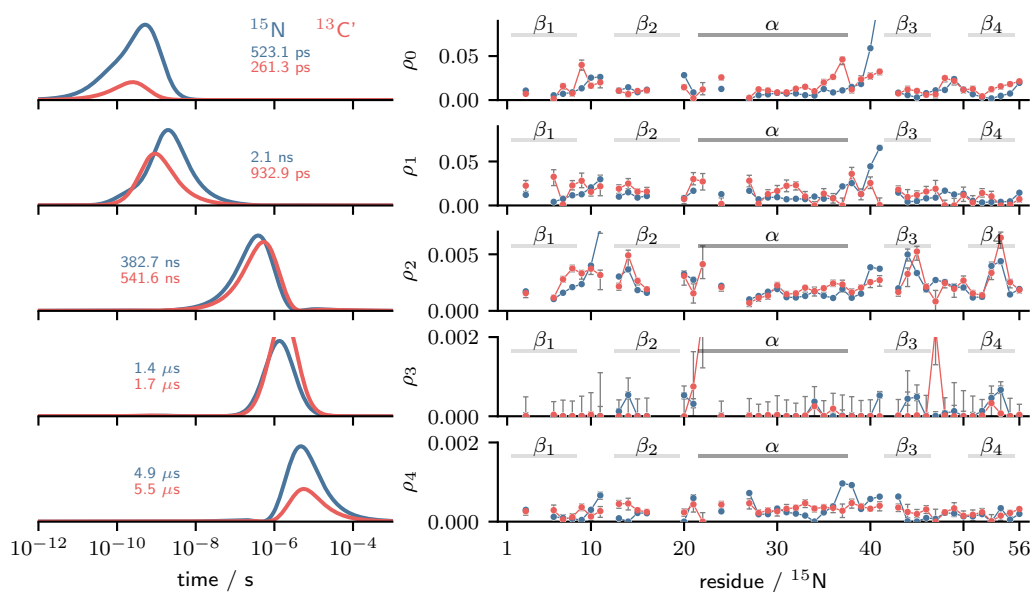 ¹⁵N ¹³C'
523.1 ps
261.3 ps
β₁ β₂ α β₃ β₄
ρ₀
0.05
0.00
2.1 ns
932.9 ps
β₁ β₂ α β₃ β₄
ρ₁
0.05
0.00
382.7 ns
541.6 ns
β₁ β₂ α β₃ β₄
ρ₂
0.005
0.000
1.4 μs
1.7 μs
β₁ β₂ α β₃ β₄
ρ₃
0.002
0.000
4.9 μs
5.5 μs
β₁ β₂ α β₃ β₄
ρ₄
0.002
0.000
10⁻¹² 10⁻¹⁰ 10⁻⁸ 10⁻⁶ 10⁻⁴
time / s
1 10 20 30 40 50 56
residue / ¹⁵N